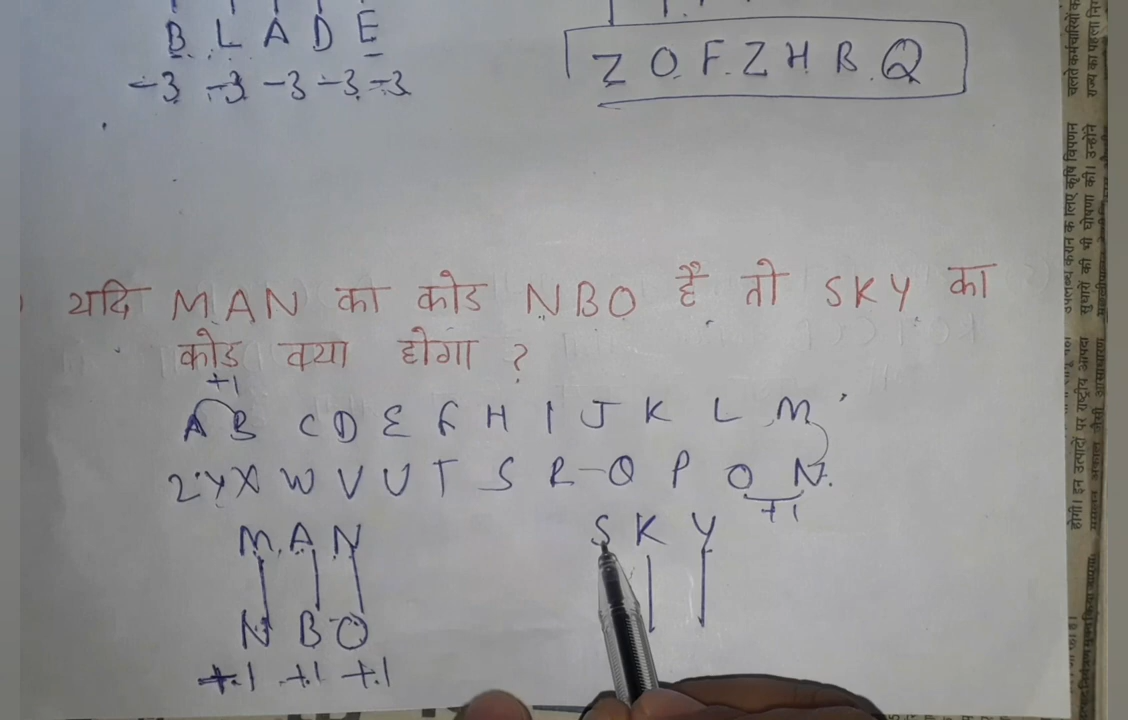 B L A D E
-3 -3 -3 -3 -3
Z O. F. Z H B. Q
यदि MAN का कोड NBO है तो SKY का
कोड क्या होगा ?
+1
A B C D E F H I J K L M
Z Y X W V U T S R - Q P O N.
+1
M A N
S K Y
N B O
+1 +1 +1